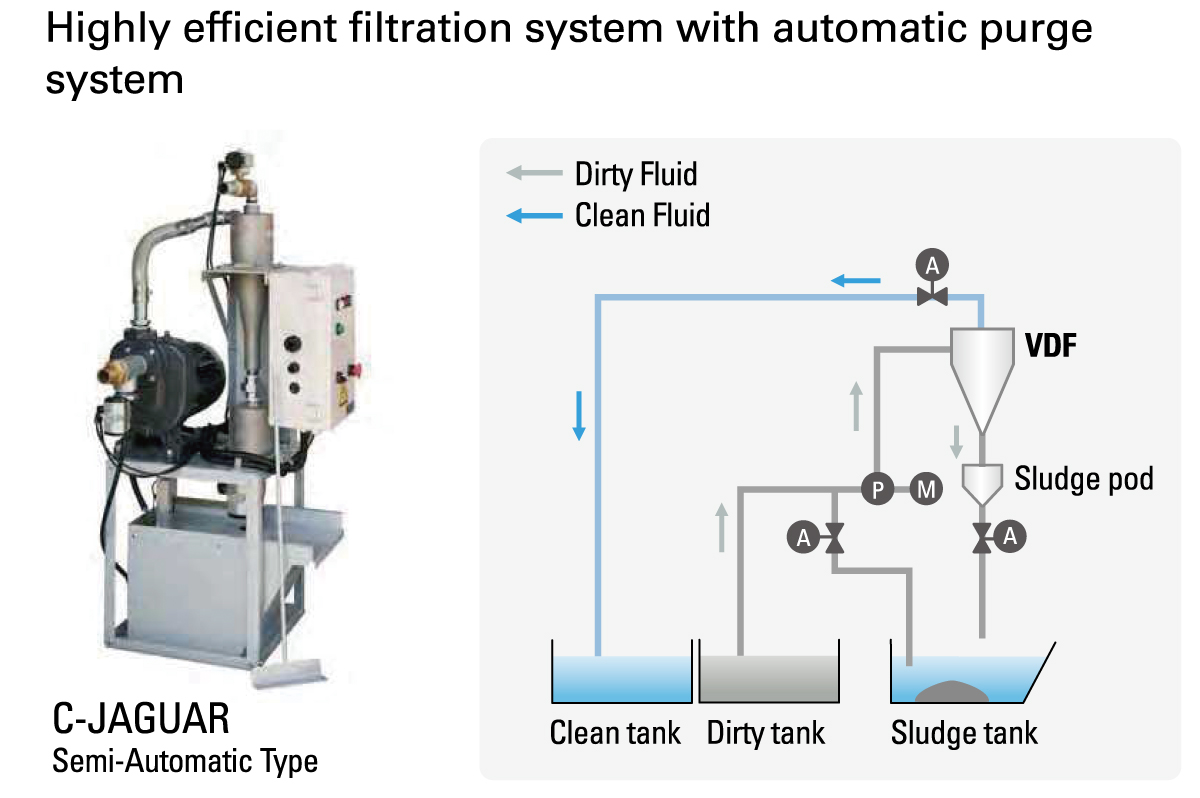 Highly efficient filtration system with automatic purge
system
Dirty Fluid
Clean Fluid
A
VDF
Sludge pod
P
M
A
A
Clean tank
Dirty tank
Sludge tank
C-JAGUAR
Semi-Automatic Type